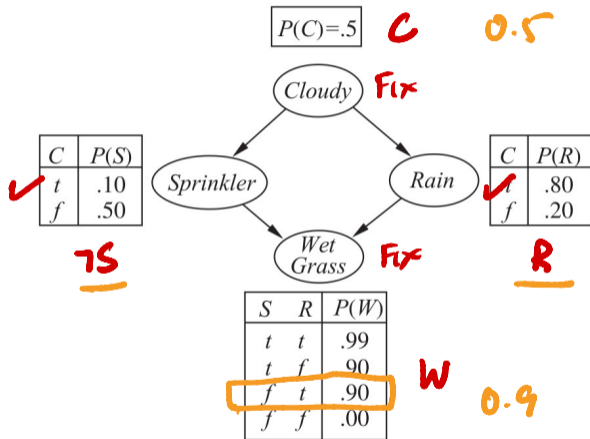 P(C)=.5 C 0.5
Cloudy Fix
C P(S)
t .10
f .50
Sprinkler
Rain
C P(R)
t .80
f .20
¬S
Wet
Grass
Fix
R
S R P(W)
t t .99
t f .90
f t .90
f f .00
W
0.9